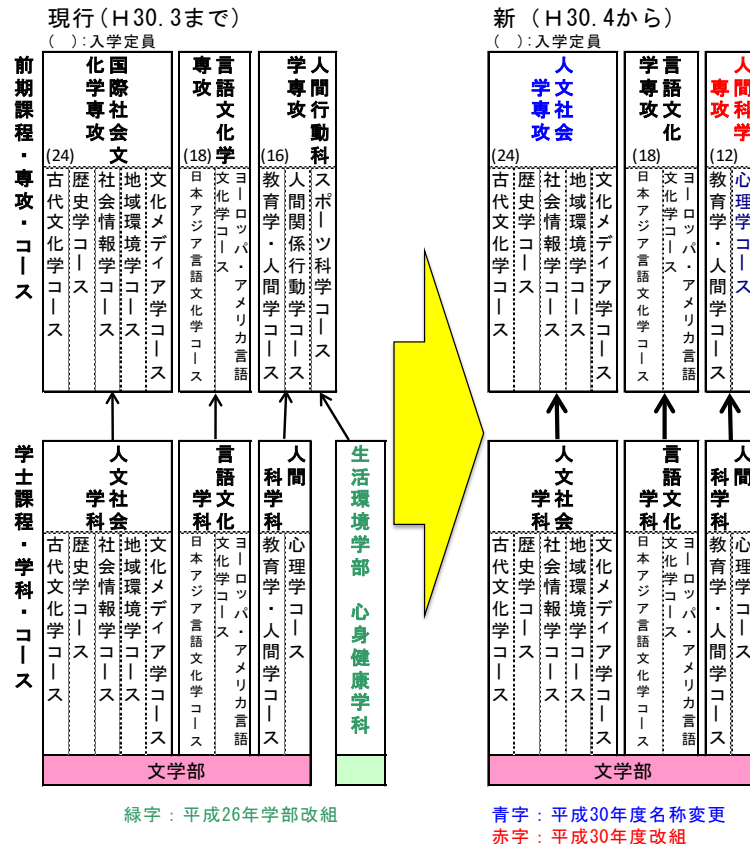 現行(H30.3まで)
( ):入学定員
前期課程・専攻・コース
国際社会文化学専攻
(24)
文化メディア学コース
地域環境学コース
社会情報学コース
歴史学コース
古代文化学コース
言語文化学専攻
(18)
ヨーロッパ・アメリカ言語文化学コース
日本アジア言語文化学コース
人間行動科学専攻
(16)
スポーツ科学コース
人間関係行動学コース
教育学・人間学コース
学士課程・学科・コース
人文社会学科
文化メディア学コース
地域環境学コース
社会情報学コース
歴史学コース
古代文化学コース
言語文化学科
ヨーロッパ・アメリカ言語文化学コース
日本アジア言語文化学コース
人間科学科
心理学コース
教育学・人間学コース
生活環境学部 心身健康学科
文学部
緑字:平成26年学部改組
新(H30.4から)
( ):入学定員
人文社会学専攻
(24)
文化メディア学コース
地域環境学コース
社会情報学コース
歴史学コース
古代文化学コース
言語文化学専攻
(18)
ヨーロッパ・アメリカ言語文化学コース
日本アジア言語文化学コース
人間科学専攻
(12)
心理学コース
教育学・人間学コース
人文社会学科
文化メディア学コース
地域環境学コース
社会情報学コース
歴史学コース
古代文化学コース
言語文化学科
ヨーロッパ・アメリカ言語文化学コース
日本アジア言語文化学コース
人間科学科
心理学コース
教育学・人間学コース
文学部
青字:平成30年度名称変更
赤字:平成30年度改組